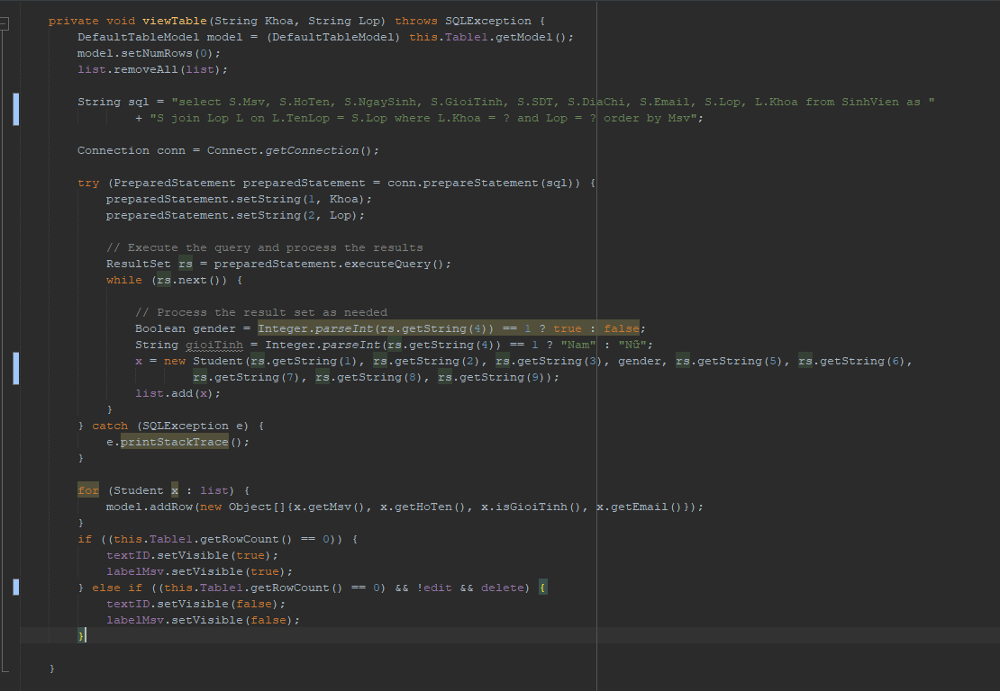 private void viewTable(String Khoa, String Lop) throws SQLException {
DefaultTableModel model = (DefaultTableModel) this.Table1.getModel();
model.setNumRows(0);
list.removeAll(list);
String sql = "select S.Msv, S.HoTen, S.NgaySinh, S.GioiTinh, S.SDT, S.DiaChi, S.Email, S.Lop, L.Khoa from SinhVien as "
+ "S join Lop L on L.TenLop = S.Lop where L.Khoa = ? and Lop = ? order by Msv";
Connection conn = Connect.getConnection();
try (PreparedStatement preparedStatement = conn.prepareStatement(sql)) {
preparedStatement.setString(1, Khoa);
preparedStatement.setString(2, Lop);
// Execute the query and process the results
ResultSet rs = preparedStatement.executeQuery();
while (rs.next()) {
// Process the result set as needed
Boolean gender = Integer.parseInt(rs.getString(4)) == 1 ? true : false;
String gioiTinh = Integer.parseInt(rs.getString(4)) == 1 ? "Nam" : "Nữ";
x = new Student(rs.getString(1), rs.getString(2), rs.getString(3), gender, rs.getString(5), rs.getString(6),
rs.getString(7), rs.getString(8), rs.getString(9));
list.add(x);
}
} catch (SQLException e) {
e.printStackTrace();
}
for (Student x : list) {
model.addRow(new Object[]{x.getMsv(), x.getHoTen(), x.isGioiTinh(), x.getEmail()});
}
if ((this.Table1.getRowCount() == 0)) {
textID.setVisible(true);
labelMsv.setVisible(true);
} else if ((this.Table1.getRowCount() == 0) && !edit && delete) {
textID.setVisible(false);
labelMsv.setVisible(false);
}
}